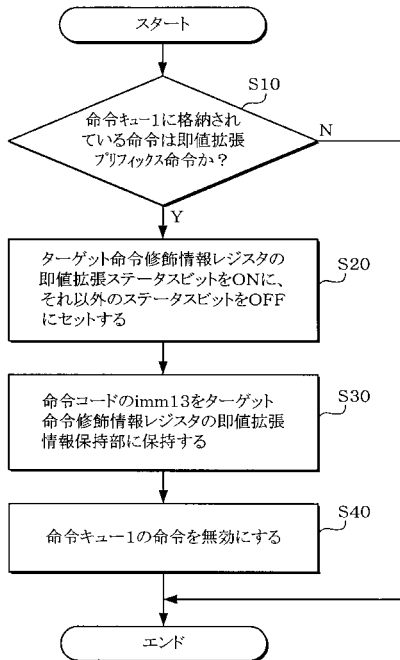 スタート
S10
命令キュー1に格納され
ている命令は即値拡張
プリフィックス命令か？
N
Y
ターゲット命令修飾情報レジスタの
即値拡張ステータスビットをONに、
それ以外のステータスビットをOFF
にセットする
S20
命令コードのimm13をターゲット
命令修飾情報レジスタの即値拡張
情報保持部に保持する
S30
命令キュー1の命令を無効にする
S40
エンド